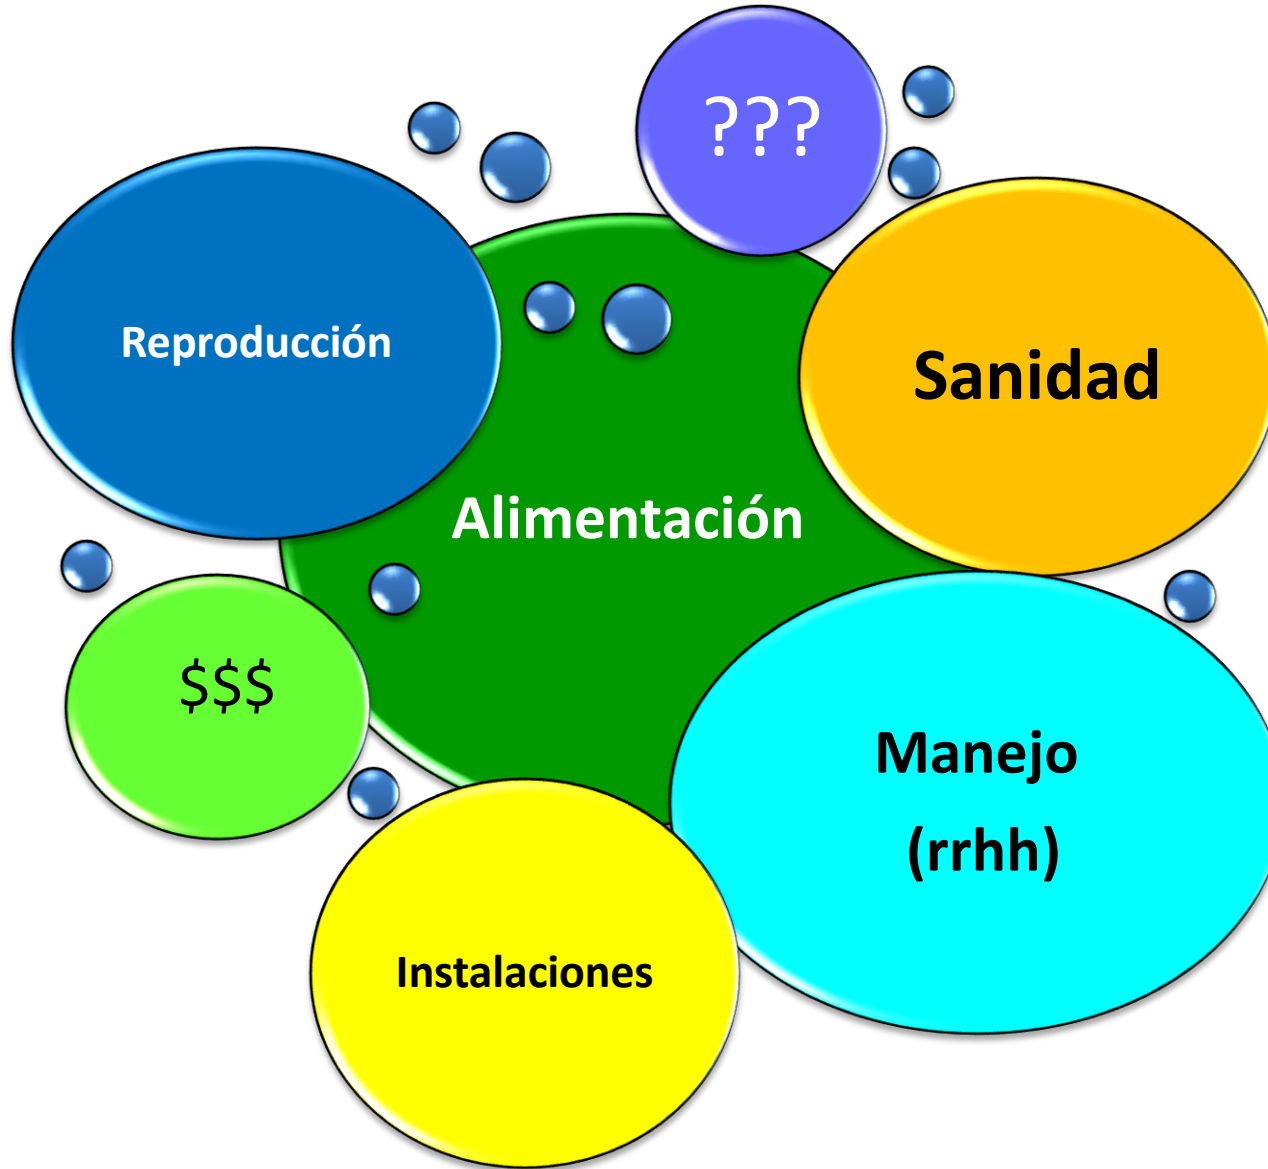 ???
Reproducción
Sanidad
Alimentación
$$$
Manejo
(rrhh)
Instalaciones